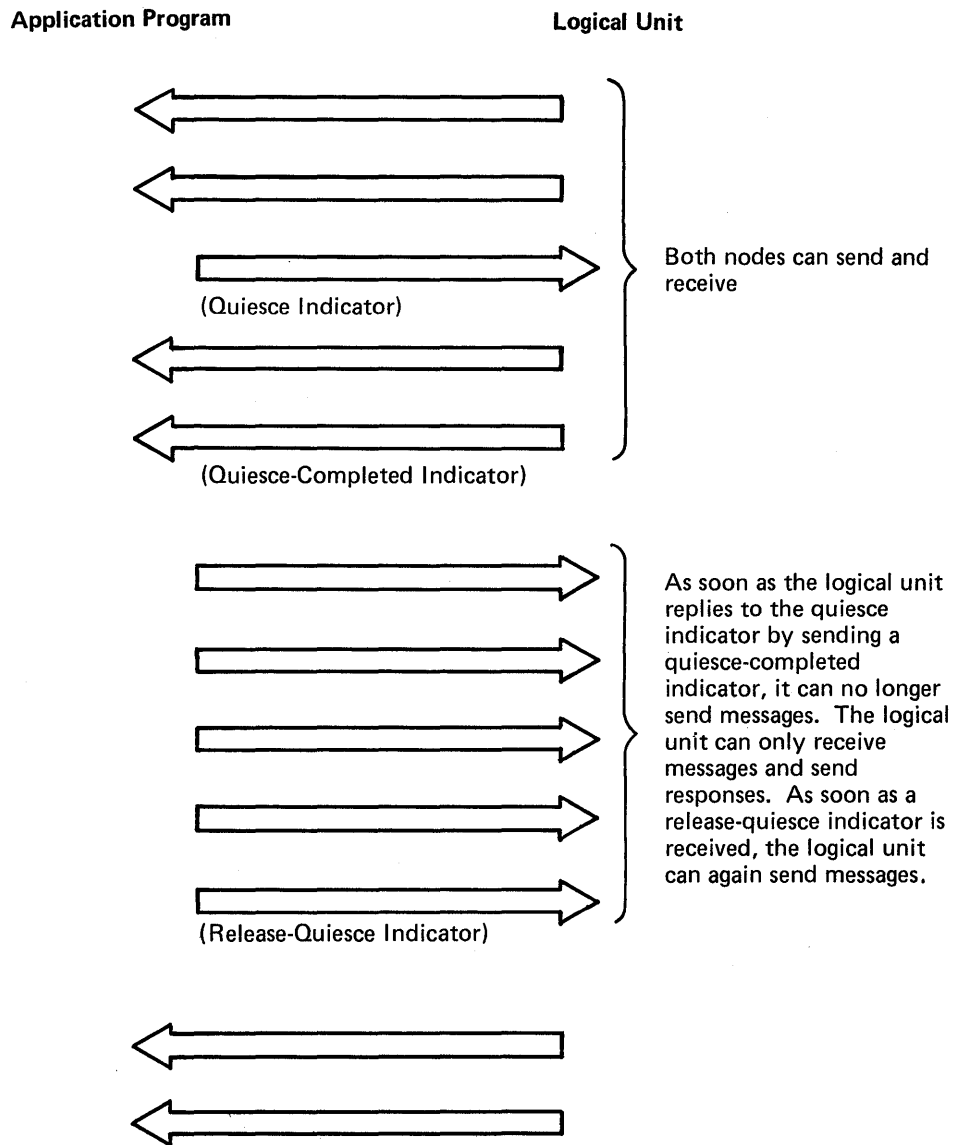 Application Program
Logical Unit
(Quiesce Indicator)
Both nodes can send and
receive
(Quiesce-Completed Indicator)
As soon as the logical unit
replies to the quiesce
indicator by sending a
quiesce-completed
indicator, it can no longer
send messages. The logical
unit can only receive
messages and send
responses. As soon as a
release-quiesce indicator is
received, the logical unit
can again send messages.
(Release-Quiesce Indicator)